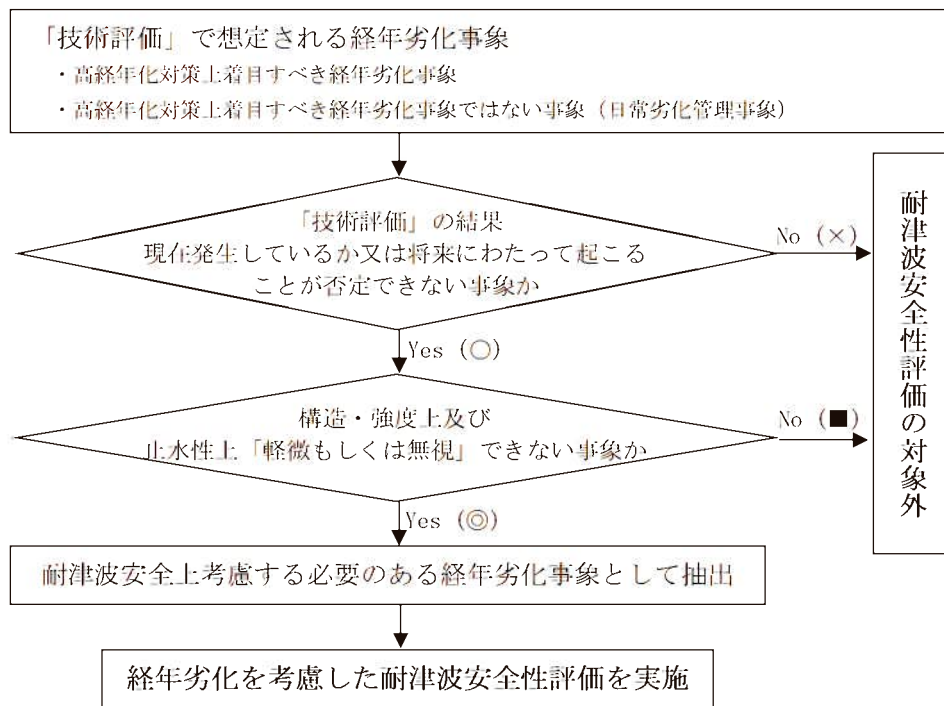 「技術評価」で想定される経年劣化事象
・高経年化対策上着目すべき経年劣化事象
・高経年化対策上着目すべき経年劣化事象ではない事象（日常劣化管理事象）
「技術評価」の結果
現在発生しているか又は将来にわたって起こる
ことが否定できない事象か
No（×）
Yes（○）
構造・強度上及び
止水性上「軽微もしくは無視」できない事象か
No（■）
Yes（◎）
耐津波安全性評価の対象外
耐津波安全上考慮する必要のある経年劣化事象として抽出
経年劣化を考慮した耐津波安全性評価を実施